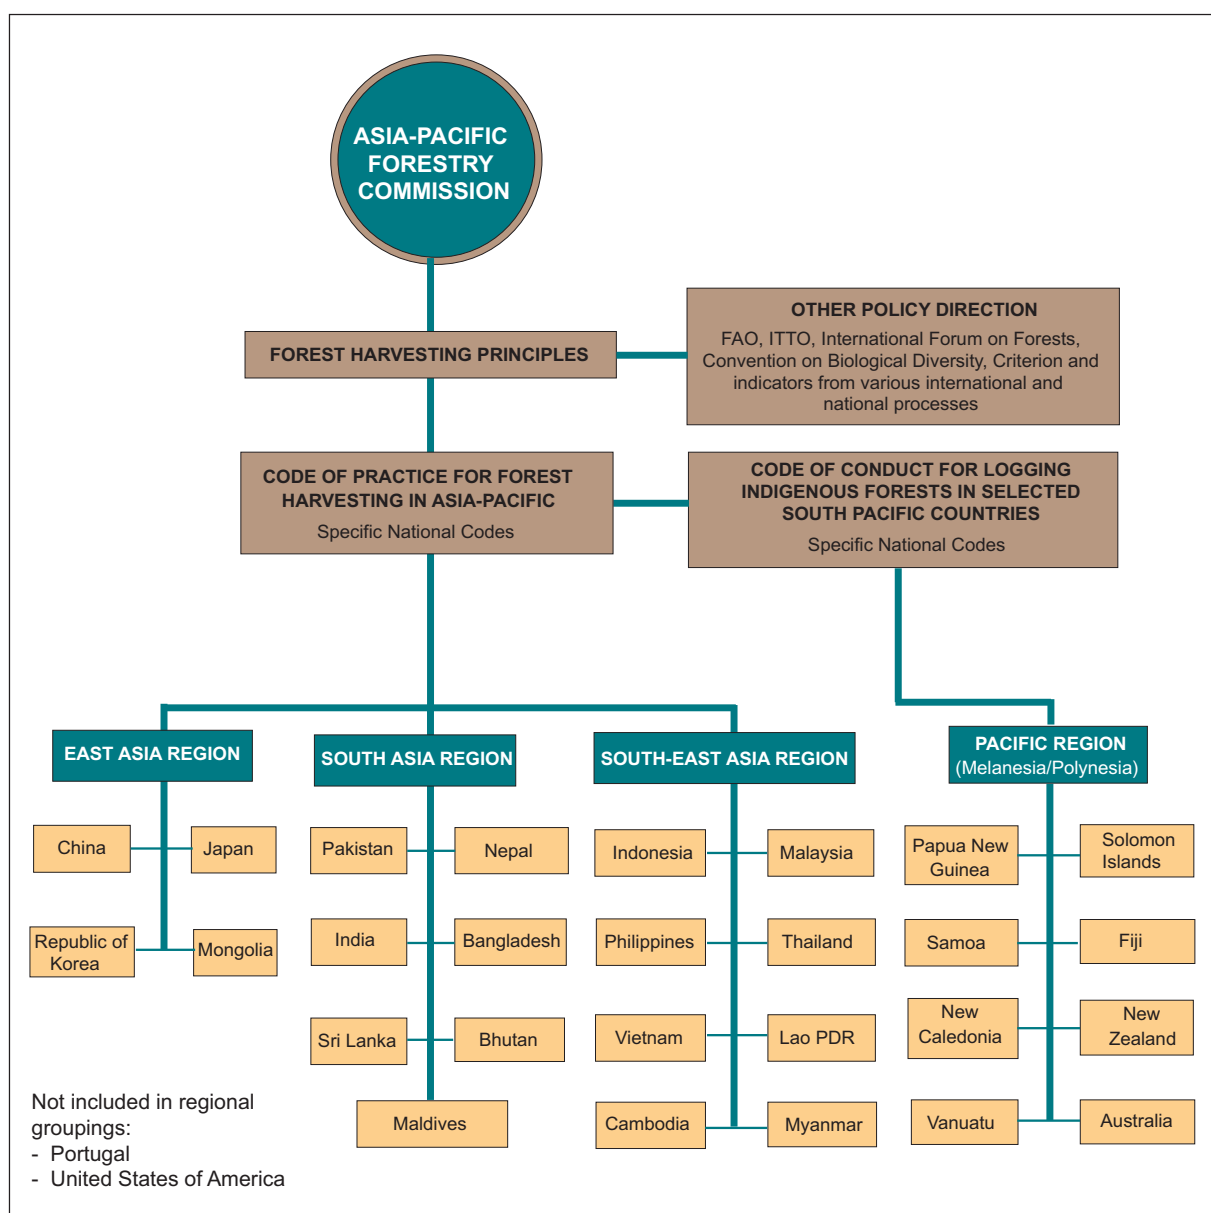 ASIA-PACIFIC
FORESTRY
COMMISSION
FOREST HARVESTING PRINCIPLES
OTHER POLICY DIRECTION
FAO, ITTO, International Forum on Forests,
Convention on Biological Diversity, Criterion and
indicators from various international and
national processes
CODE OF PRACTICE FOR FOREST
HARVESTING IN ASIA-PACIFIC
Specific National Codes
CODE OF CONDUCT FOR LOGGING
INDIGENOUS FORESTS IN SELECTED
SOUTH PACIFIC COUNTRIES
Specific National Codes
EAST ASIA REGION
China
Japan
Republic of
Korea
Mongolia
SOUTH ASIA REGION
Pakistan
Nepal
India
Bangladesh
Sri Lanka
Bhutan
Maldives
SOUTH-EAST ASIA REGION
Indonesia
Malaysia
Philippines
Thailand
Vietnam
Lao PDR
Cambodia
Myanmar
PACIFIC REGION
(Melanesia/Polynesia)
Papua New
Guinea
Solomon
Islands
Samoa
Fiji
New
Caledonia
New
Zealand
Vanuatu
Australia
Not included in regional
groupings:
- Portugal
- United States of America